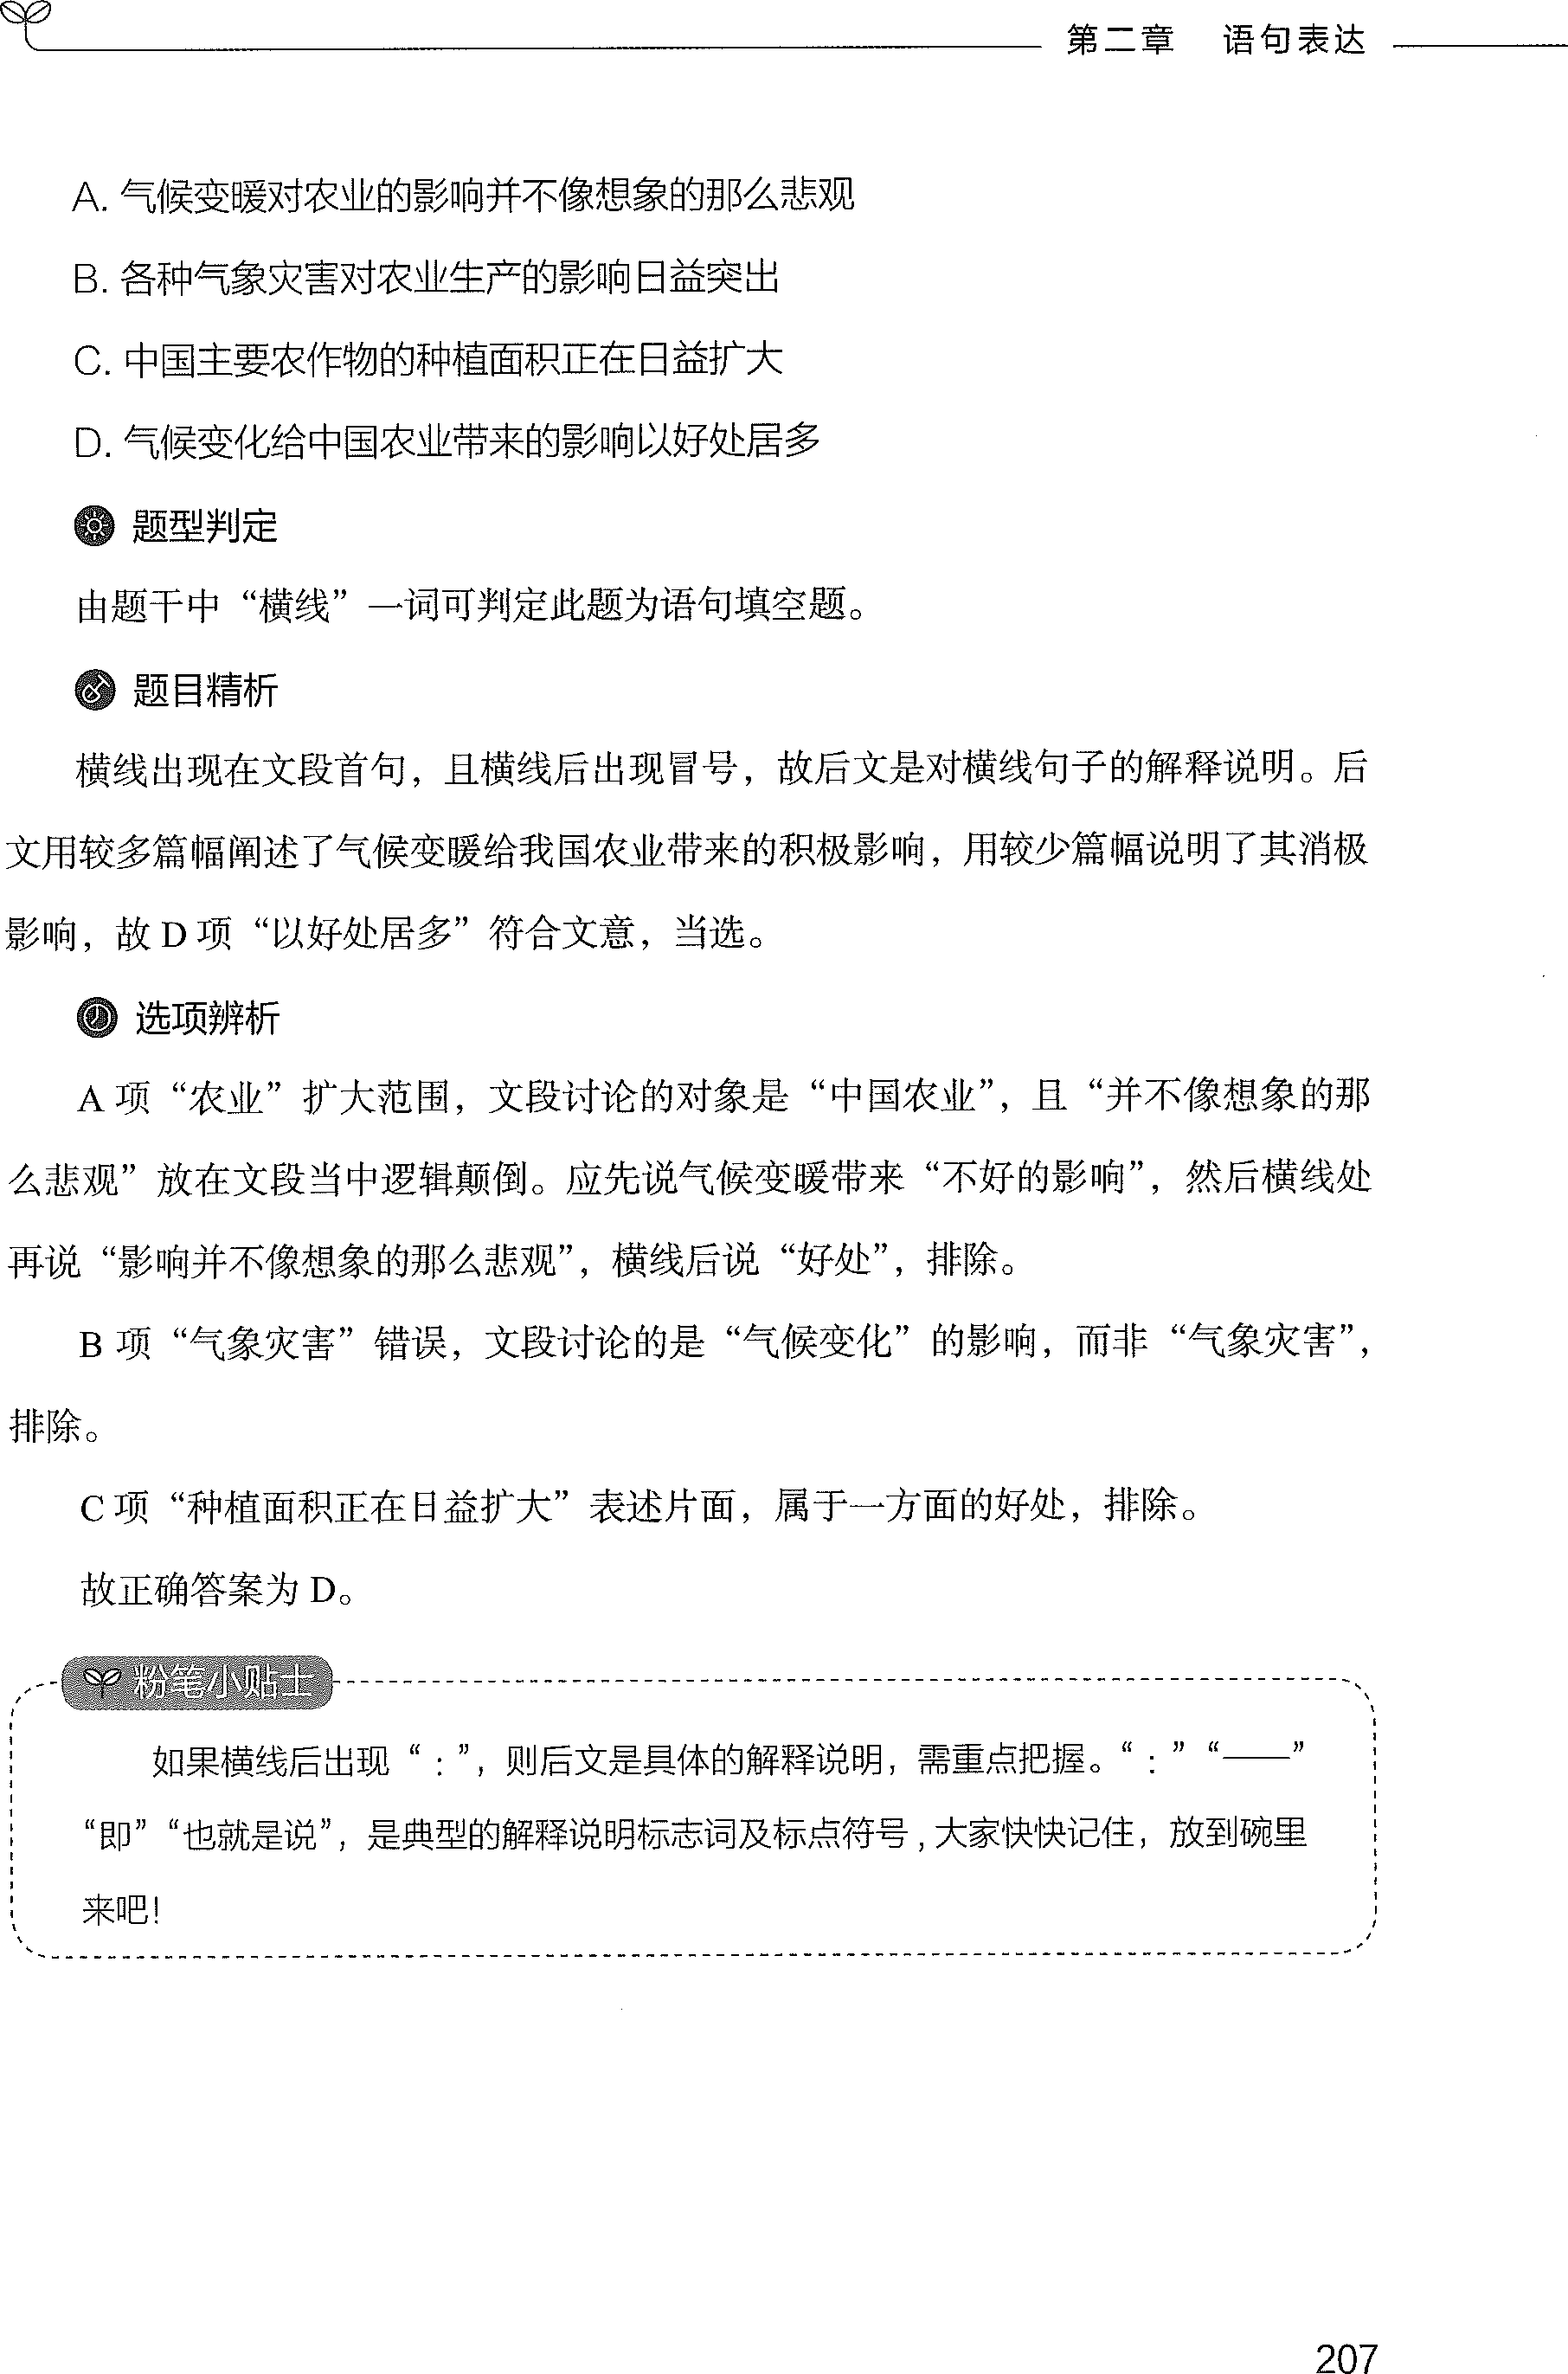 第二章 语句表达
A. 气候变暖对农业的影响并不像想象的那么悲观
B. 各种气象灾害对农业生产的影响日益突出
C. 中国主要农作物的种植面积正在日益扩大
D. 气候变化给中国农业带来的影响以好处居多
题型判定
由题干中“横线”一词可判定此题为语句填空题。
题目精析
横线出现在文段首句，且横线后出现冒号，故后文是对横线句子的解释说明。后
文用较多篇幅阐述了气候变暖给我国农业带来的积极影响，用较少篇幅说明了其消极
影响，故 D 项“以好处居多”符合文意，当选。
选项辨析
A 项“农业”扩大范围，文段讨论的对象是“中国农业”，且“并不像想象的那
么悲观”放在文段当中逻辑颠倒。应先说气候变暖带来“不好的影响”，然后横线处
再说“影响并不像想象的那么悲观”，横线后说“好处”，排除。
B 项“气象灾害”错误，文段讨论的是“气候变化”的影响，而非“气象灾害”，
排除。
C 项“种植面积正在日益扩大”表述片面，属于一方面的好处，排除。
故正确答案为 D。
粉笔小贴士
如果横线后出现“：”，则后文是具体的解释说明，需重点把握。“：”“——”
“即”“也就是说”，是典型的解释说明标志词及标点符号,大家快快记住，放到碗里
来吧！
207